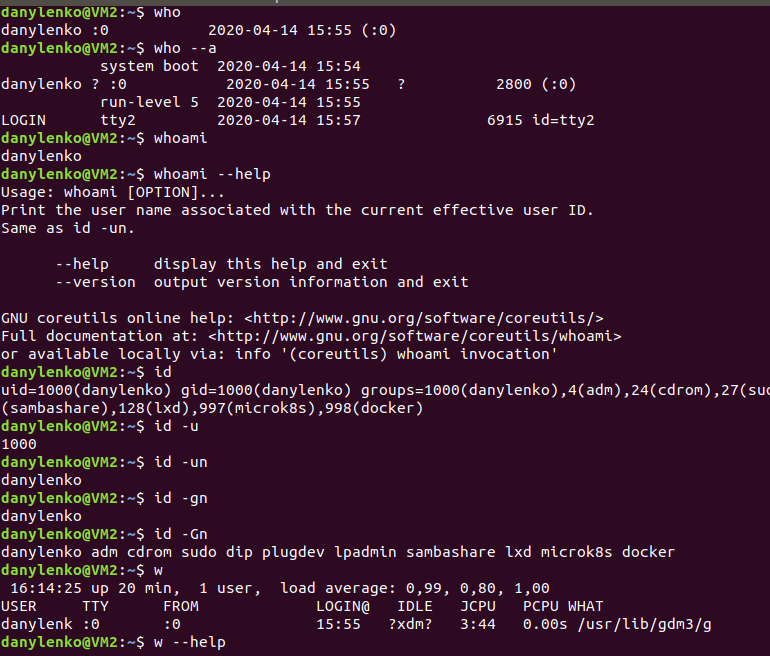 danylenko@VM2:~$ who
danylenko :0           2020-04-14 15:55 (:0)
danylenko@VM2:~$ who --a
           system boot  2020-04-14 15:54
danylenko ? :0           2020-04-14 15:55   ?          2800 (:0)
           run-level 5  2020-04-14 15:55
LOGIN      tty2         2020-04-14 15:57              6915 id=tty2
danylenko@VM2:~$ whoami
danylenko
danylenko@VM2:~$ whoami --help
Usage: whoami [OPTION]...
Print the user name associated with the current effective user ID.
Same as id -un.

      --help     display this help and exit
      --version  output version information and exit

GNU coreutils online help: <http://www.gnu.org/software/coreutils/>
Full documentation at: <http://www.gnu.org/software/coreutils/whoami>
or available locally via: info '(coreutils) whoami invocation'
danylenko@VM2:~$ id
uid=1000(danylenko) gid=1000(danylenko) groups=1000(danylenko),4(adm),24(cdrom),27(sud
(sambashare),128(lxd),997(microk8s),998(docker)
danylenko@VM2:~$ id -u
1000
danylenko@VM2:~$ id -un
danylenko
danylenko@VM2:~$ id -gn
danylenko
danylenko@VM2:~$ id -Gn
danylenko adm cdrom sudo dip plugdev lpadmin sambashare lxd microk8s docker
danylenko@VM2:~$ w
 16:14:25 up 20 min,  1 user,  load average: 0,99, 0,80, 1,00
USER     TTY      FROM             LOGIN@   IDLE   JCPU   PCPU WHAT
danylenk :0       :0               15:55   ?xdm?   3:44   0.00s /usr/lib/gdm3/g
danylenko@VM2:~$ w --help